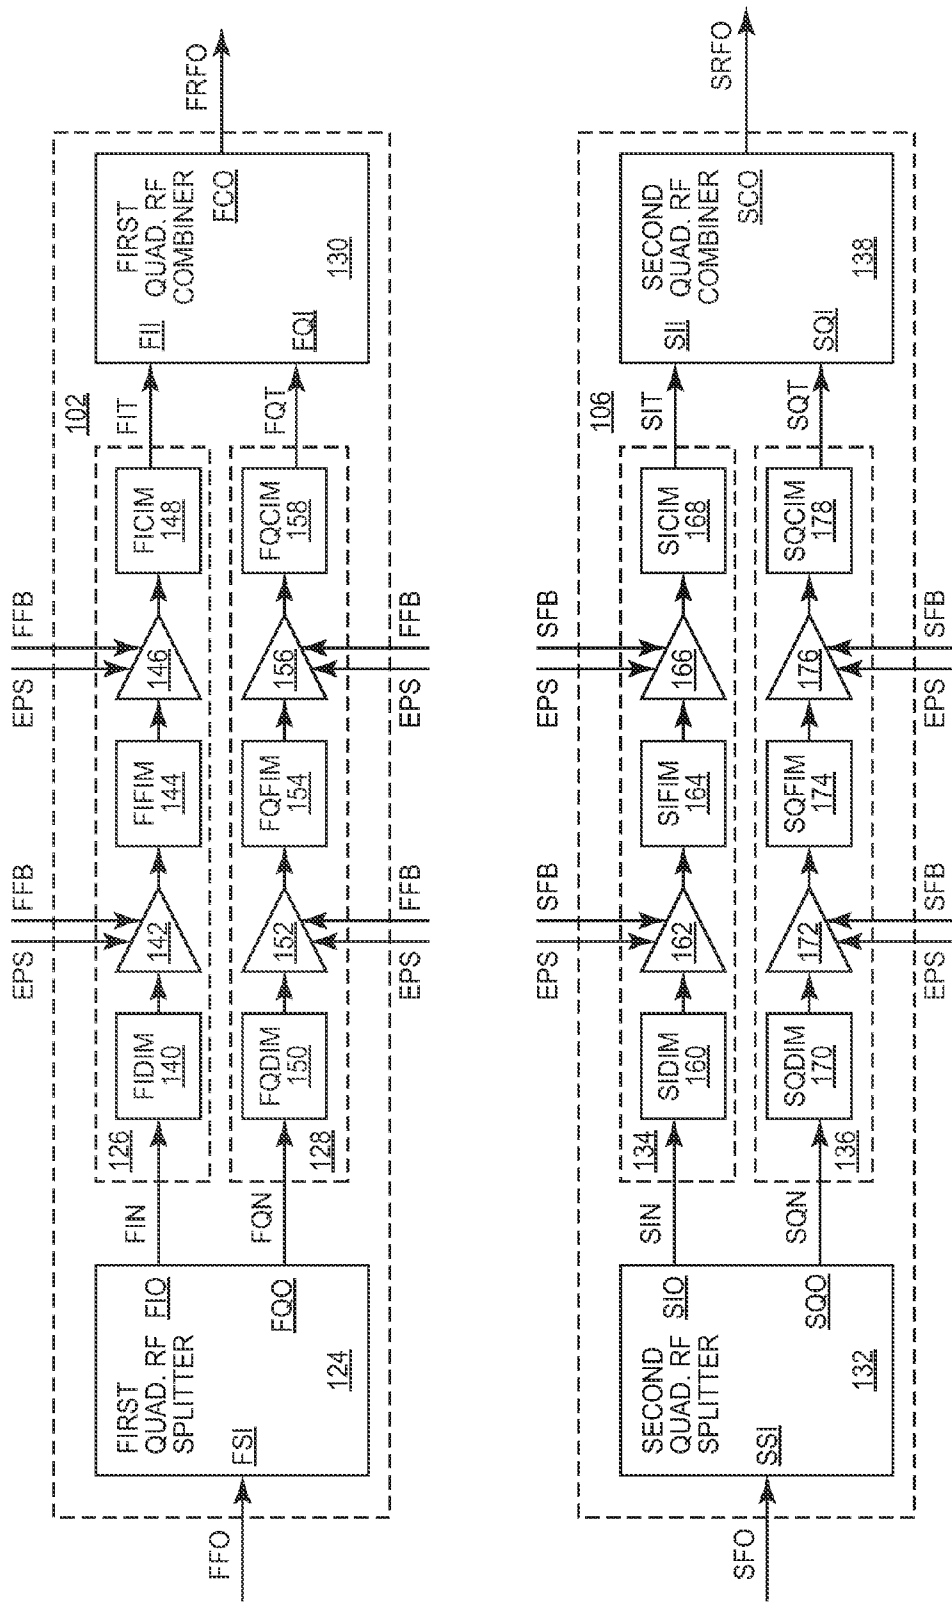 FFO
FIRST
QUAD. RF
SPLITTER
FSI
124
FIO
FQO
FIN
FQN
126
128
FIDIM
140
FQDIM
150
EPS
FFB
142
152
EPS
FFB
FIFIM
144
FQFIM
154
EPS
FFB
146
156
EPS
FFB
FICIM
148
FQCIM
158
102
FIT
FQT
FIRST
QUAD. RF
COMBINER
FII
FQI
FCO
130
FRFO
SFO
SECOND
QUAD. RF
SPLITTER
SSI
132
SIO
SQO
SIN
SQN
134
136
SIDIM
160
SQDIM
170
EPS
SFB
162
172
EPS
SFB
SIFIM
164
SQFIM
174
EPS
SFB
166
176
EPS
SFB
SICIM
168
SQCIM
178
106
SIT
SQT
SECOND
QUAD. RF
COMBINER
SII
SQI
SCO
138
SRFO